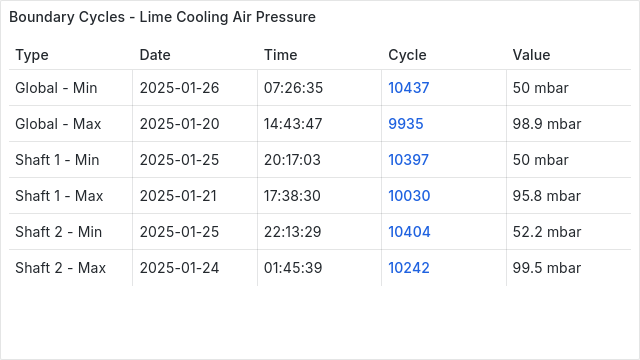 Boundary Cycles - Lime Cooling Air Pressure
Type Date Time Cycle Value
Global - Min 2025-01-26 07:26:35 10437 50 mbar
Global - Max 2025-01-20 14:43:47 9935 98.9 mbar
Shaft 1 - Min 2025-01-25 20:17:03 10397 50 mbar
Shaft 1 - Max 2025-01-21 17:38:30 10030 95.8 mbar
Shaft 2 - Min 2025-01-25 22:13:29 10404 52.2 mbar
Shaft 2 - Max 2025-01-24 01:45:39 10242 99.5 mbar